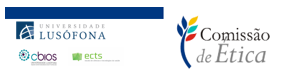 UNIVERSIDADE
LUSÓFONA
cbios
ects
Comissão
de Ética